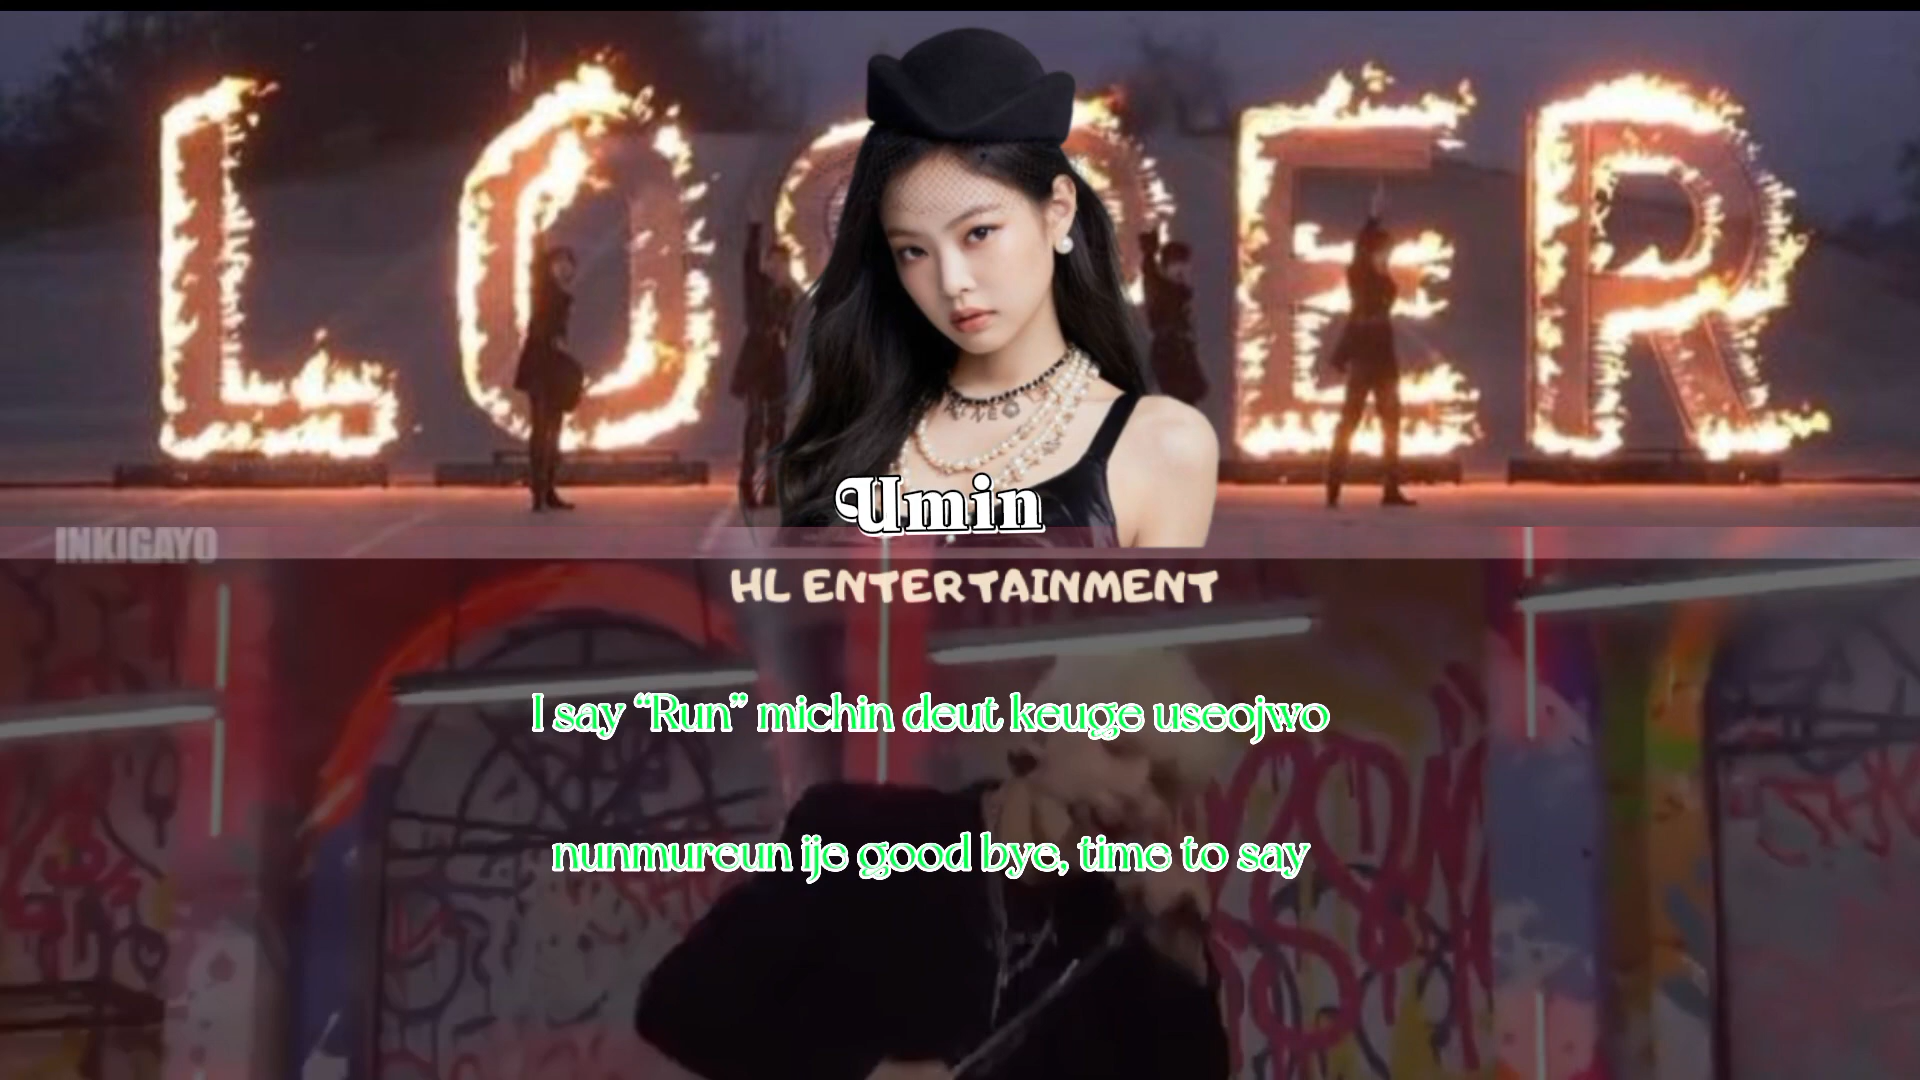 LOSER
Umin
INKIGAYO
HL ENTERTAINMENT
I say “Run” michin deut keuge useojwo
nunmureun ije good bye, time to say